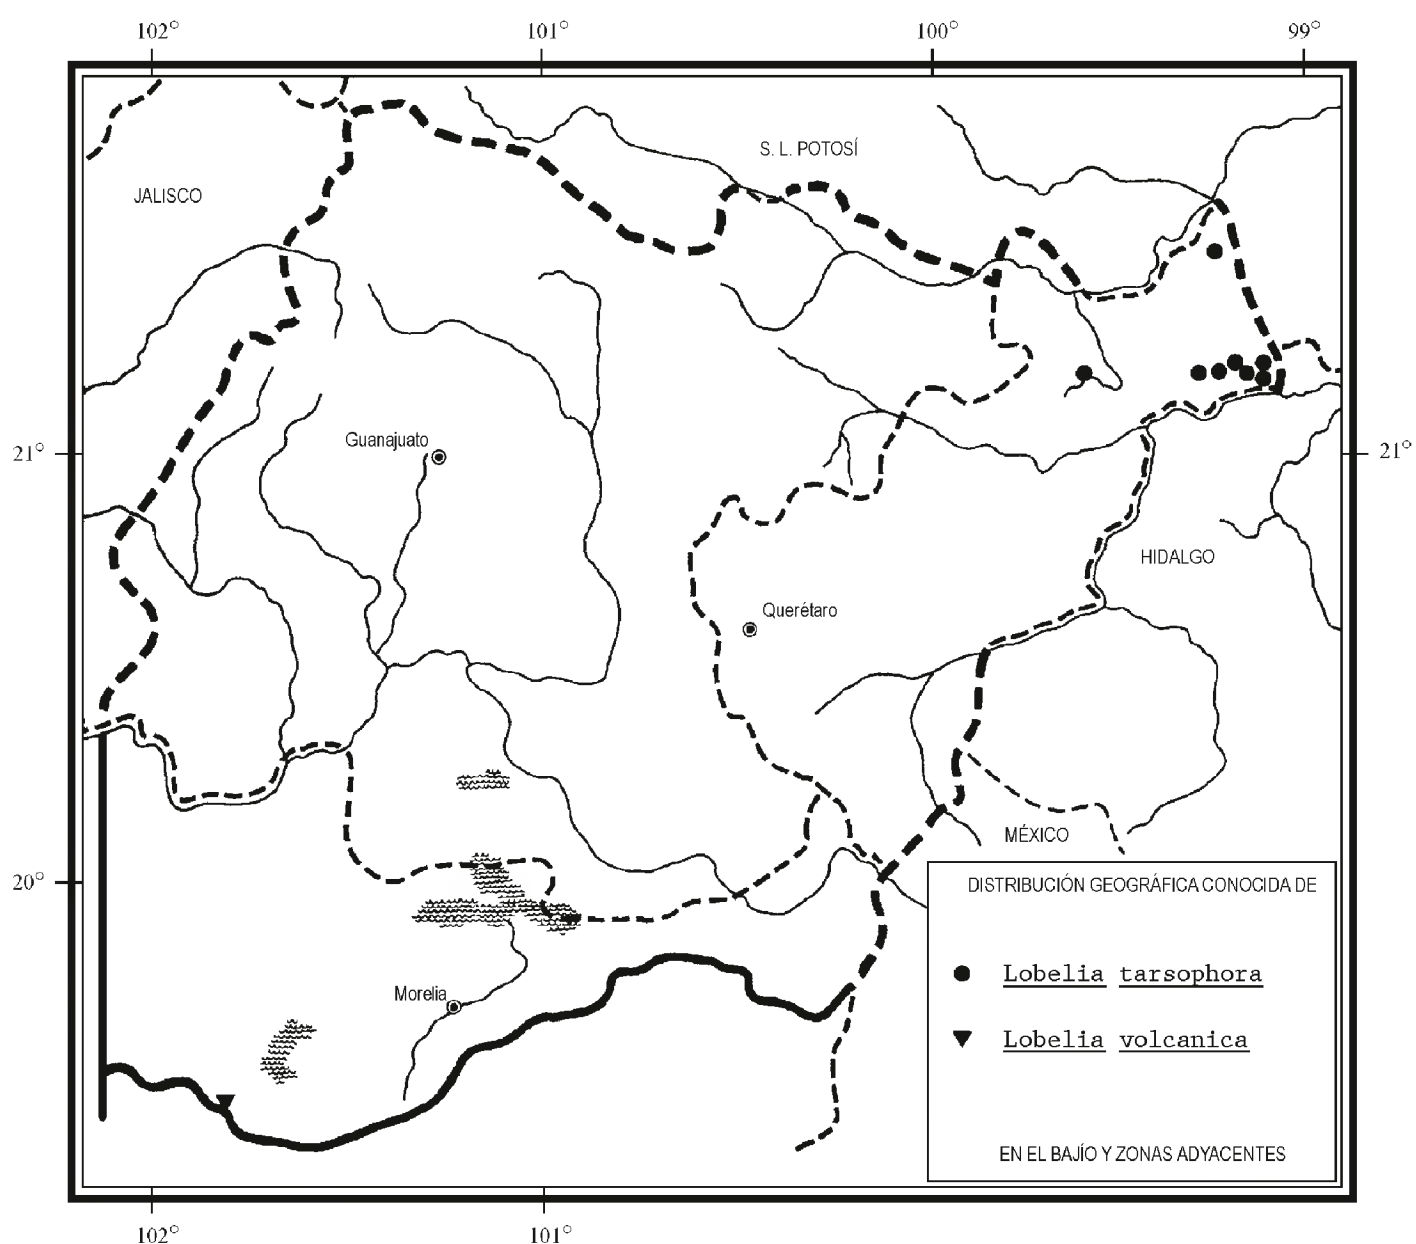 102° 101° 100° 99°
S. L. POTOSÍ
JALISCO
Guanajuato
21° 21°
HIDALGO
Querétaro
MÉXICO
20°
DISTRIBUCIÓN GEOGRÁFICA CONOCIDA DE
Lobelia tarsophora
Morelia
Lobelia volcanica
EN EL BAJÍO Y ZONAS ADYACENTES
102° 101°